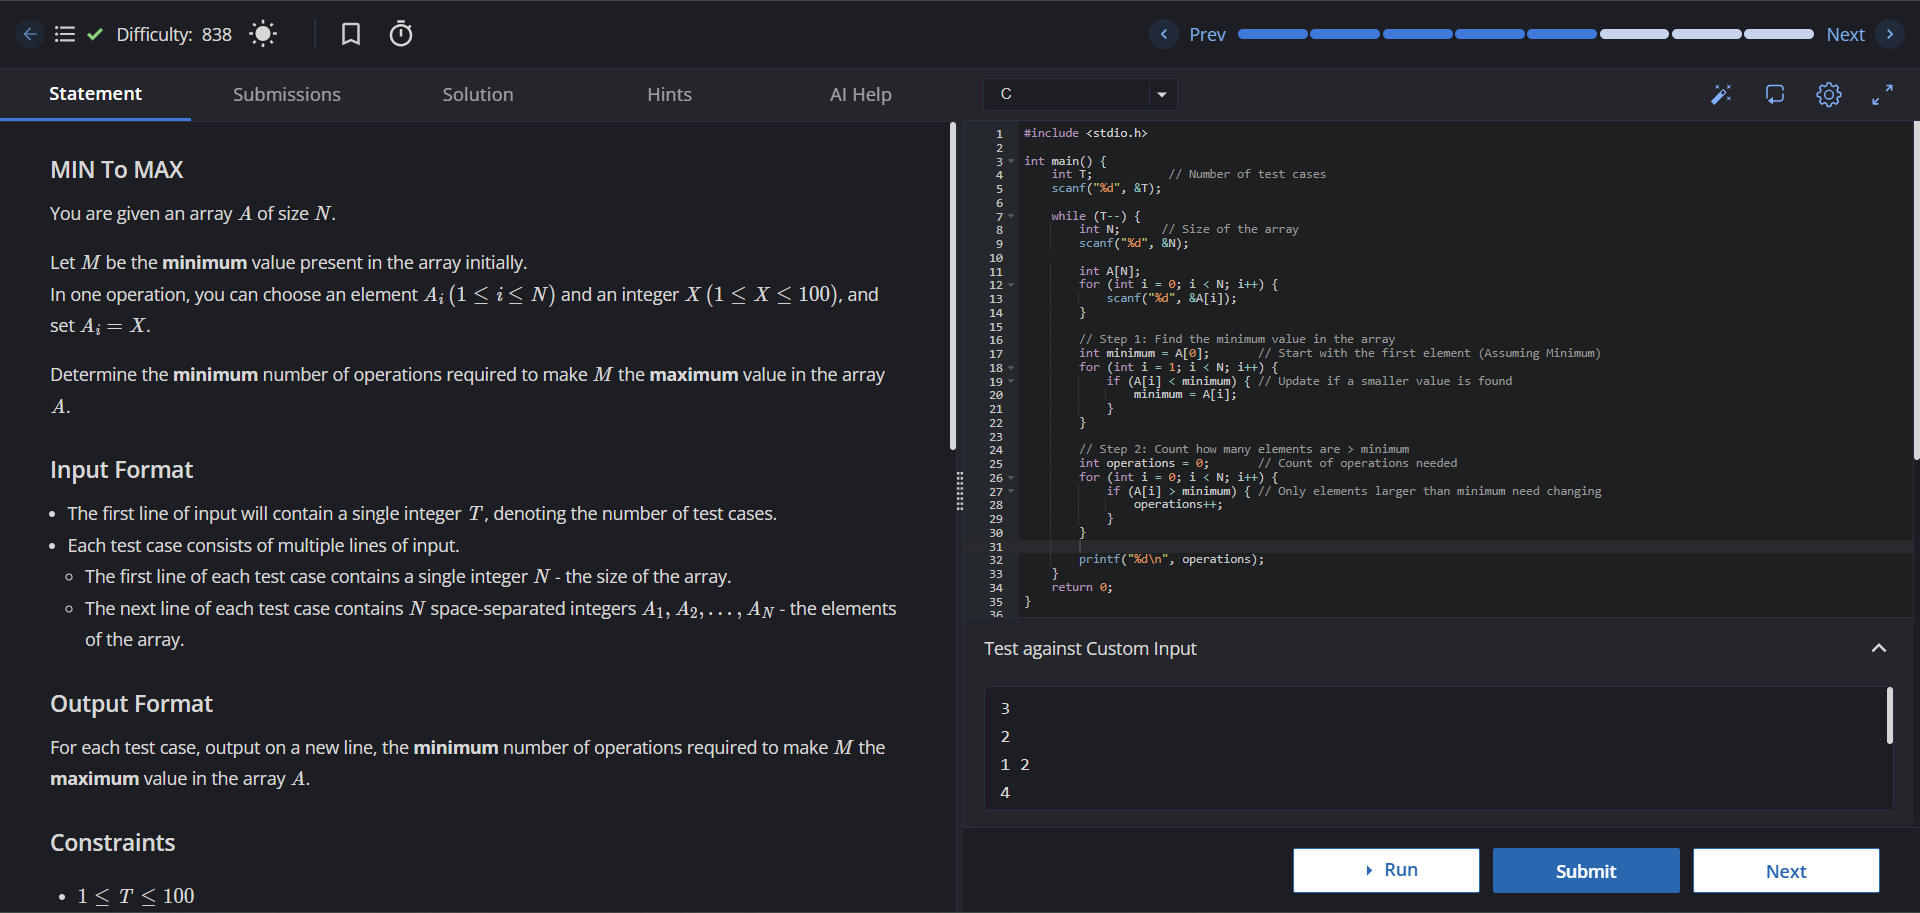 Difficulty: 838
Prev
Next
Statement
Submissions
Solution
Hints
AI Help
MIN To MAX
You are given an array A of size N.
Let M be the minimum value present in the array initially.
In one operation, you can choose an element A_i (1 ≤ i ≤ N) and an integer X (1 ≤ X ≤ 100), and
set A_i = X.
Determine the minimum number of operations required to make M the maximum value in the array
A.
Input Format
• The first line of input will contain a single integer T, denoting the number of test cases.
• Each test case consists of multiple lines of input.
◦ The first line of each test case contains a single integer N - the size of the array.
◦ The next line of each test case contains N space-separated integers A_1, A_2, . . . , A_N - the elements
of the array.
Output Format
For each test case, output on a new line, the minimum number of operations required to make M the
maximum value in the array A.
Constraints
• 1 ≤ T ≤ 100
C
1 #include <stdio.h>
2
3 int main() {
4     int T;           // Number of test cases
5     scanf("%d", &T);
6
7     while (T--) {
8         int N;      // Size of the array
9         scanf("%d", &N);
10
11         int A[N];
12         for (int i = 0; i < N; i++) {
13             scanf("%d", &A[i]);
14         }
15
16         // Step 1: Find the minimum value in the array
17         int minimum = A[0];       // Start with the first element (Assuming Minimum)
18         for (int i = 1; i < N; i++) {
19             if (A[i] < minimum) { // Update if a smaller value is found
20                 minimum = A[i];
21             }
22         }
23
24         // Step 2: Count how many elements are > minimum
25         int operations = 0;       // Count of operations needed
26         for (int i = 0; i < N; i++) {
27             if (A[i] > minimum) { // Only elements larger than minimum need changing
28                 operations++;
29             }
30         }
31
32         printf("%d\n", operations);
33     }
34     return 0;
35 }
36
Test against Custom Input
3
2
1 2
4
Run
Submit
Next